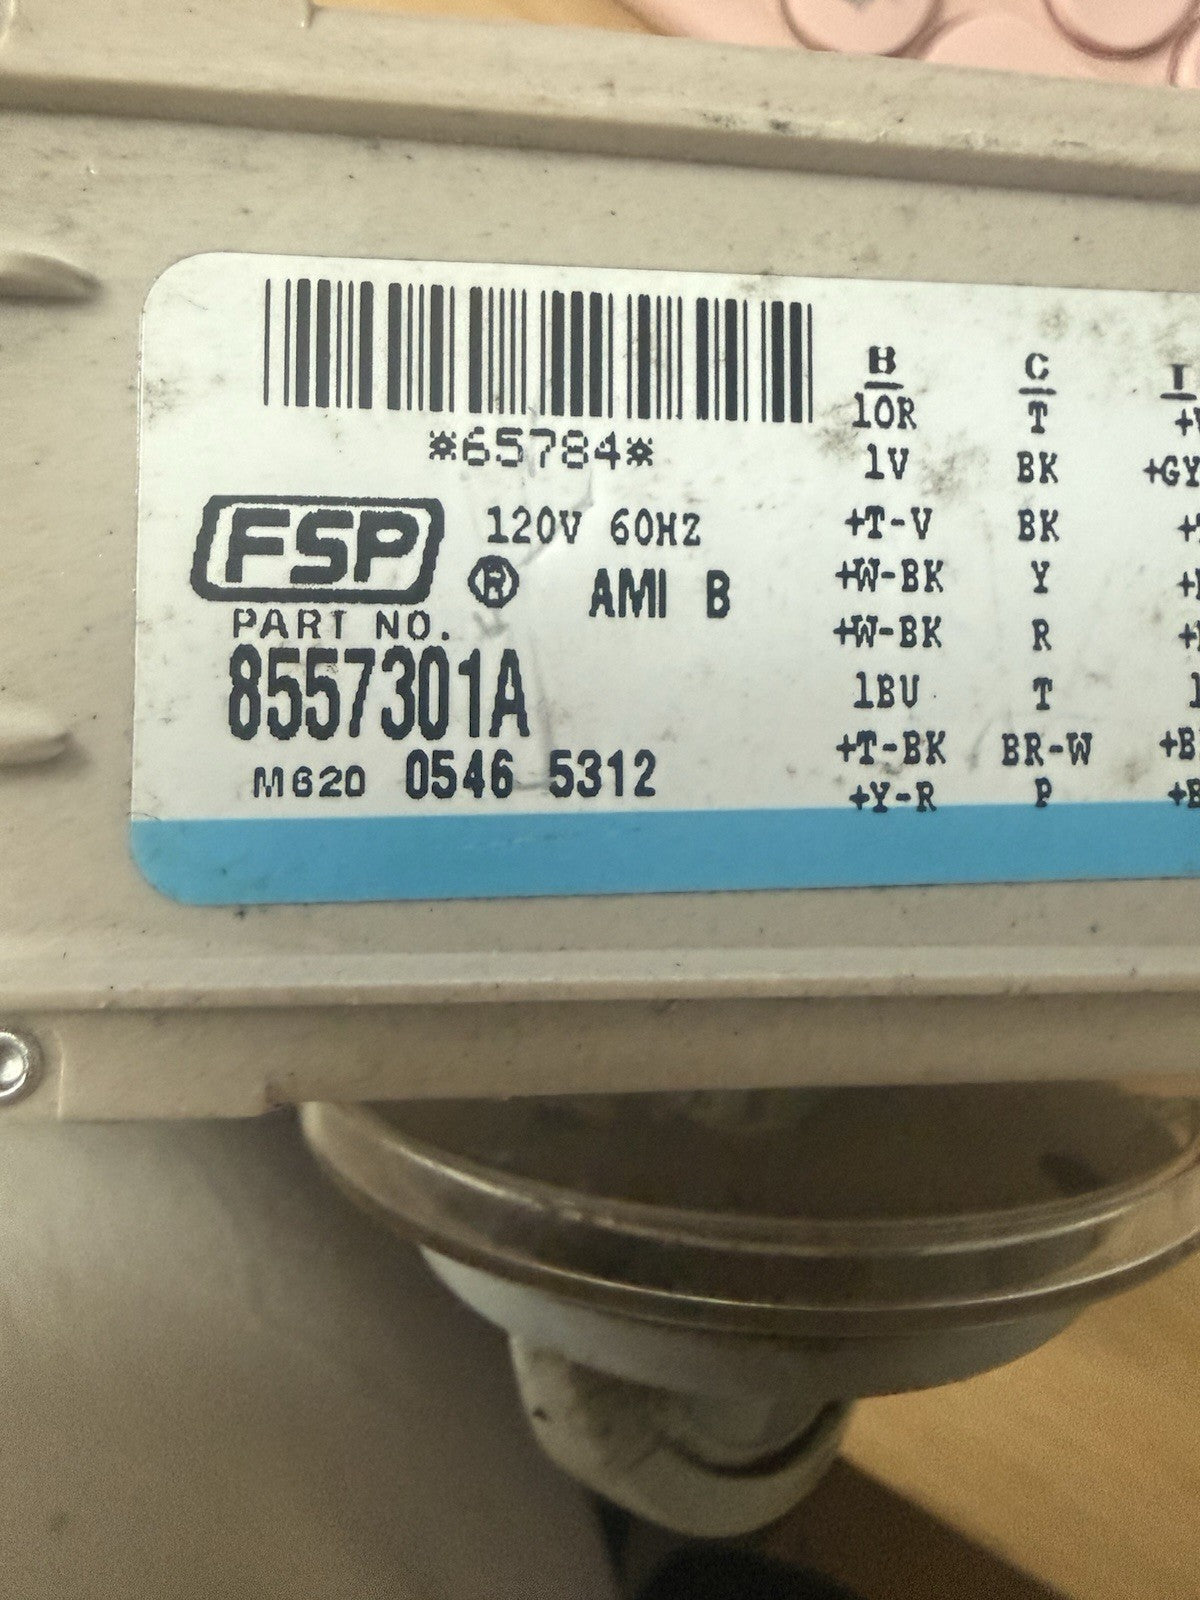 *65784*
FSP ® 120V 60HZ
AMI B
PART NO.
8557301A
M620 0546 5312
B C
10R T
1V BK +GY
+T-V BK
+W-BK Y
+W-BK R
1BU T
+T-BK BR-W
+Y-R P